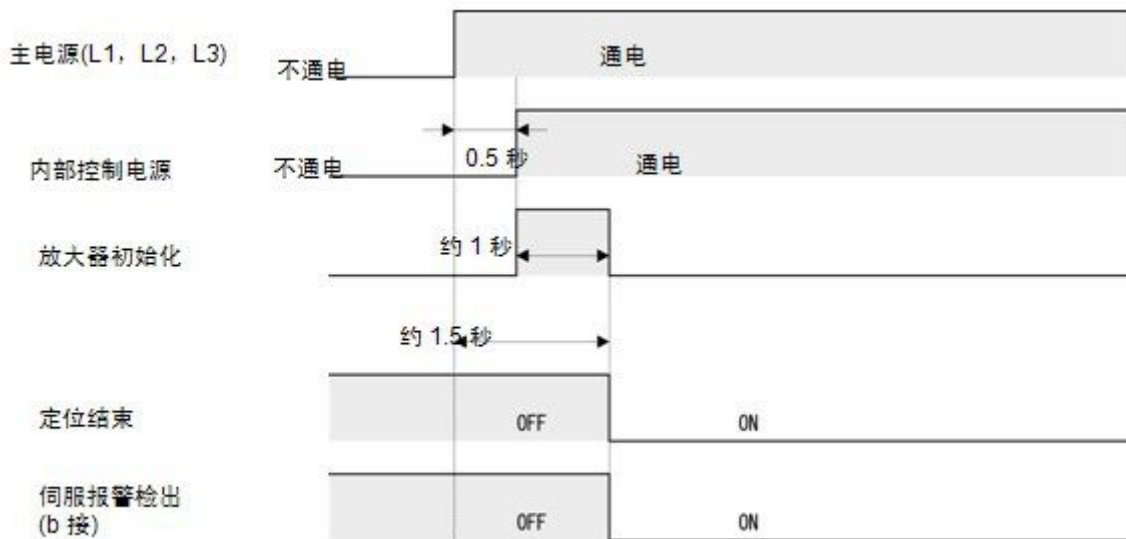 主电源(L1，L2，L3)
不通电
通电
0.5 秒
内部控制电源
不通电
通电
约 1 秒
放大器初始化
约 1.5 秒
定位结束
OFF
ON
伺服报警检出
(b 接)
OFF
ON